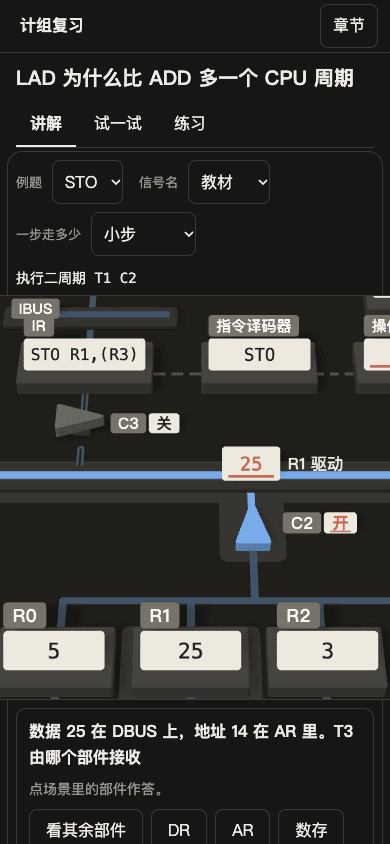 计组复习
章节
LAD 为什么比 ADD 多一个 CPU 周期
讲解 试一试 练习
例题 STO 信号名 教材
一步走多少 小步
执行二周期 T1 C2
IBUS
IR
指令译码器
STO R1,(R3)
STO
C3 关
25 R1 驱动
C2 开
R0 R1 R2
5 25 3
数据 25 在 DBUS 上，地址 14 在 AR 里。T3
由哪个部件接收
点场景里的部件作答。
看其余部件 DR AR 数存